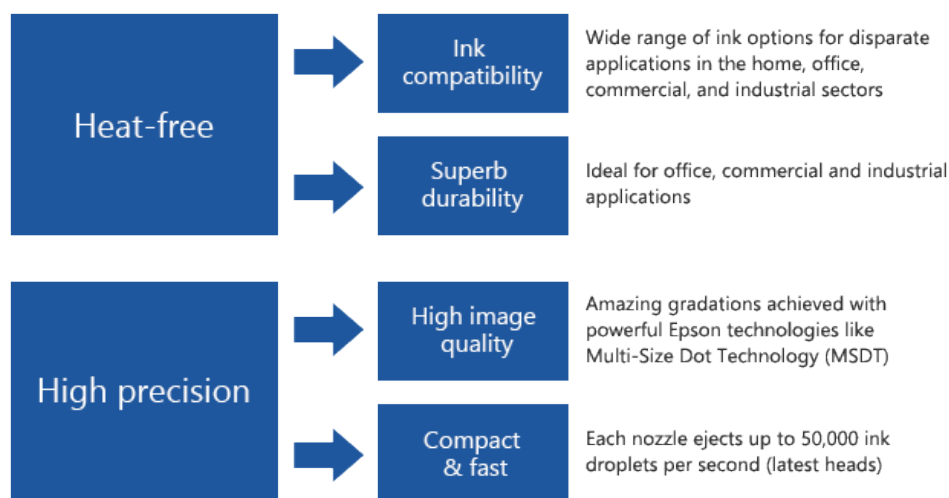 Heat-free
Ink
compatibility
Wide range of ink options for disparate
applications in the home, office,
commercial, and industrial sectors
Superb
durability
Ideal for office, commercial and industrial
applications
High precision
High image
quality
Amazing gradations achieved with
powerful Epson technologies like
Multi-Size Dot Technology (MSDT)
Compact
& fast
Each nozzle ejects up to 50,000 ink
droplets per second (latest heads)